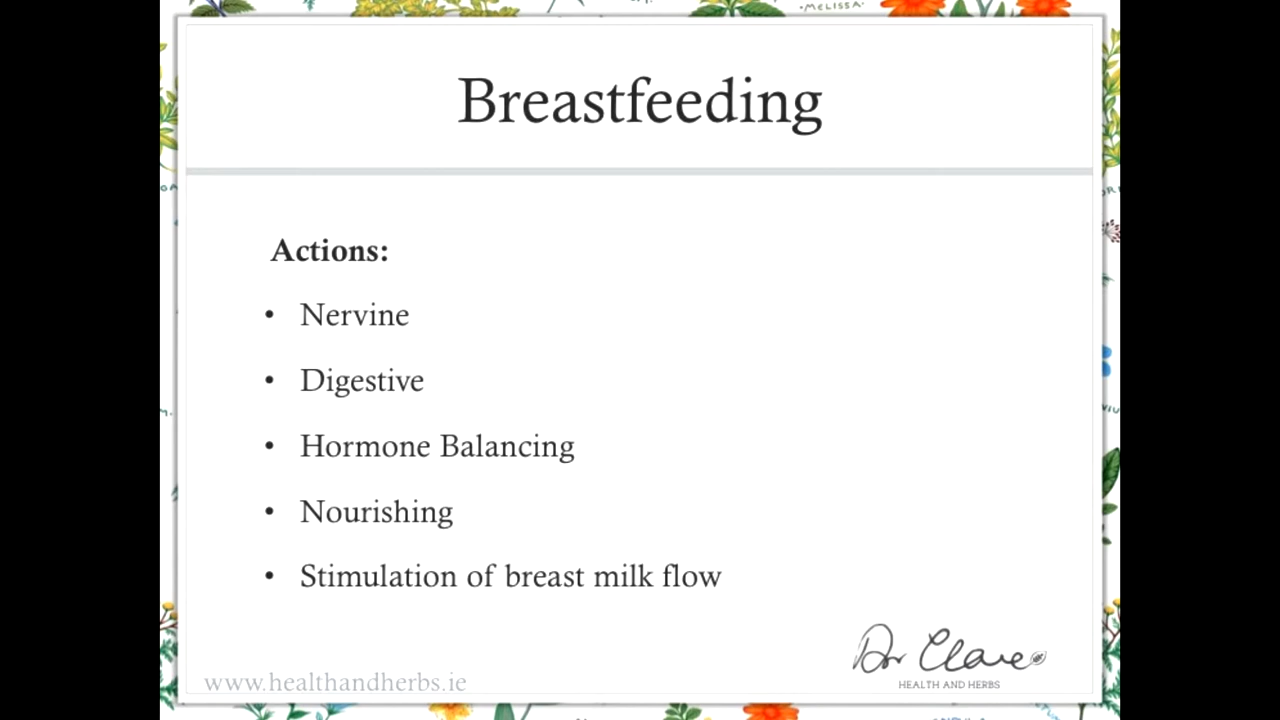 ·MELISSA·
Breastfeeding
Actions:
• Nervine
• Digestive
• Hormone Balancing
• Nourishing
• Stimulation of breast milk flow
Dr Clare
HEALTH AND HERBS
www.healthandherbs.ie